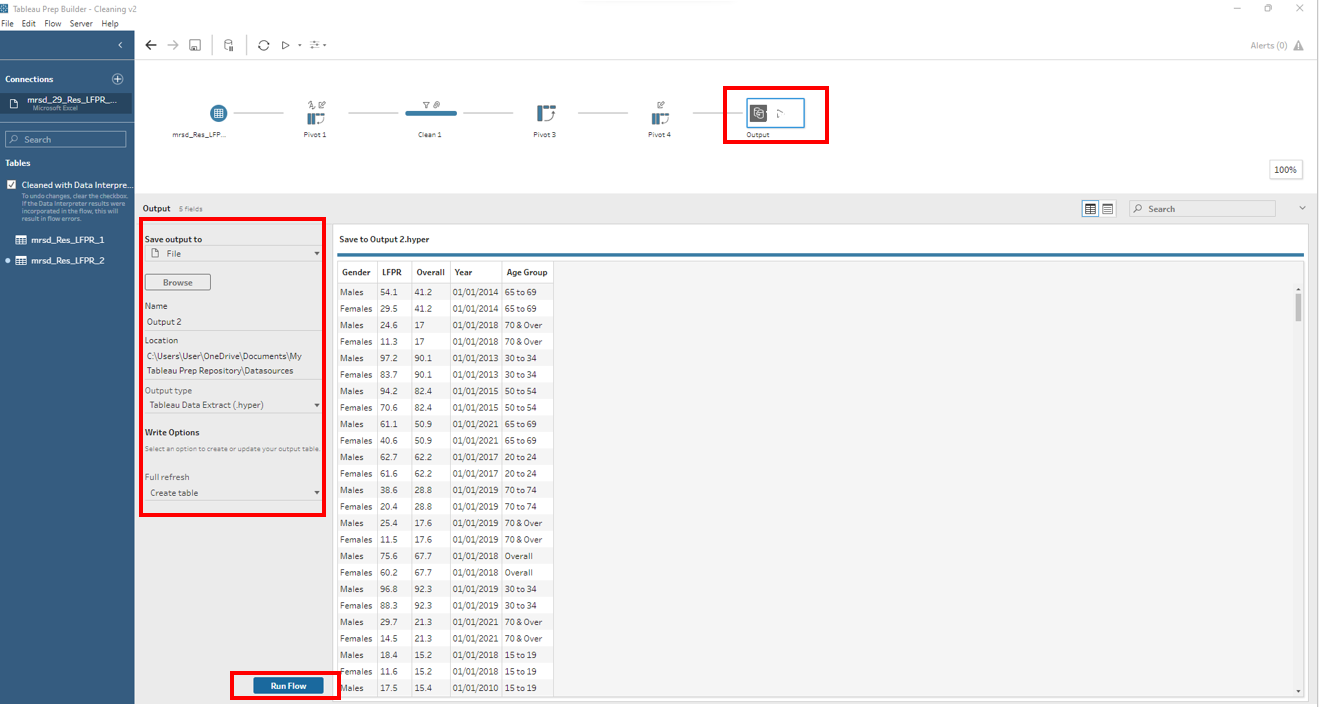 Tableau Prep Builder - Cleaning v2
File Edit Flow Server Help
Alerts (0)
Connections
mrsd_29_Res_LFPR_...
Microsoft Excel
Search
Tables
Cleaned with Data Interpre...
To undo changes, clear the checkbox.
If the Data Interpreter results were
incorporated in the flow, this will
result in flow errors.
mrsd_Res_LFPR_1
mrsd_Res_LFPR_2
mrsd_Res_LFP...
Pivot 1
Clean 1
Pivot 3
Pivot 4
Output
100%
Output 5 fields
Search
Save output to
File
Browse
Name
Output 2
Location
C:\Users\User\OneDrive\Documents\My
Tableau Prep Repository\Datasources
Output type
Tableau Data Extract (.hyper)
Write Options
Select an option to create or update your output table.
Full refresh
Create table
Run Flow
Save to Output 2.hyper
Gender LFPR Overall Year Age Group
Males 54.1 41.2 01/01/2014 65 to 69
Females 29.5 41.2 01/01/2014 65 to 69
Males 24.6 17 01/01/2018 70 & Over
Females 11.3 17 01/01/2018 70 & Over
Males 97.2 90.1 01/01/2013 30 to 34
Females 83.7 90.1 01/01/2013 30 to 34
Males 94.2 82.4 01/01/2015 50 to 54
Females 70.6 82.4 01/01/2015 50 to 54
Males 61.1 50.9 01/01/2021 65 to 69
Females 40.6 50.9 01/01/2021 65 to 69
Males 62.7 62.2 01/01/2017 20 to 24
Females 61.6 62.2 01/01/2017 20 to 24
Males 38.6 28.8 01/01/2019 70 to 74
Females 20.4 28.8 01/01/2019 70 to 74
Males 25.4 17.6 01/01/2019 70 & Over
Females 11.5 17.6 01/01/2019 70 & Over
Males 75.6 67.7 01/01/2018 Overall
Females 60.2 67.7 01/01/2018 Overall
Males 96.8 92.3 01/01/2019 30 to 34
Females 88.3 92.3 01/01/2019 30 to 34
Males 29.7 21.3 01/01/2021 70 & Over
Females 14.5 21.3 01/01/2021 70 & Over
Males 18.4 15.2 01/01/2018 15 to 19
Females 11.6 15.2 01/01/2018 15 to 19
Males 17.5 15.4 01/01/2010 15 to 19